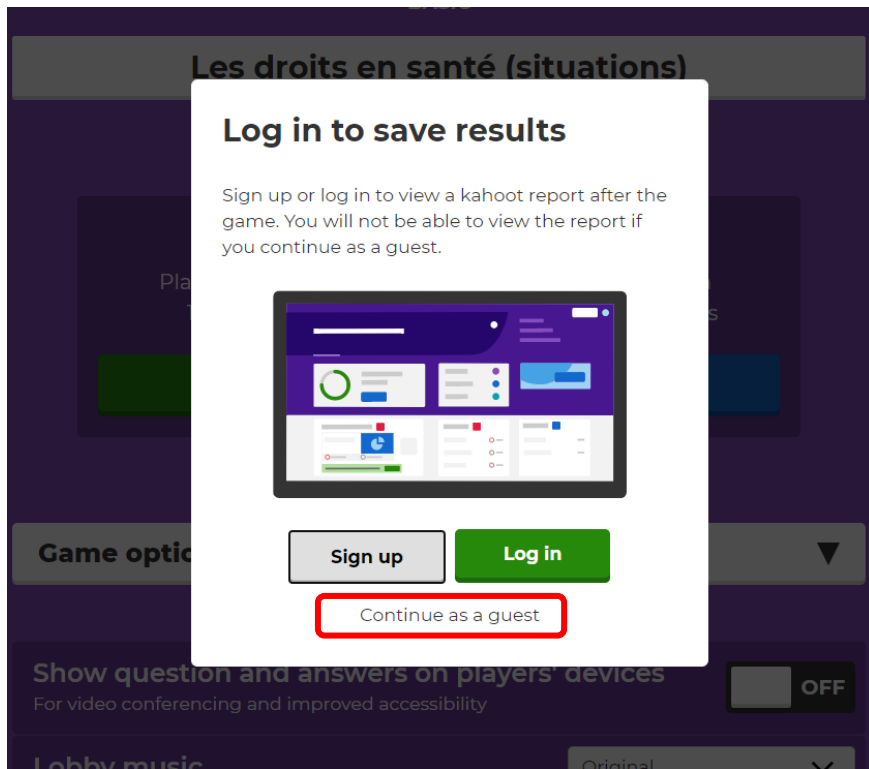 Les droits en santé (situations)
Log in to save results
Sign up or log in to view a kahoot report after the
game. You will not be able to view the report if
you continue as a guest.
Sign up
Log in
Continue as a guest
Game
Show question and answers on players' devices
For video conferencing and improved accessibility
OFF
Lobby music
Original